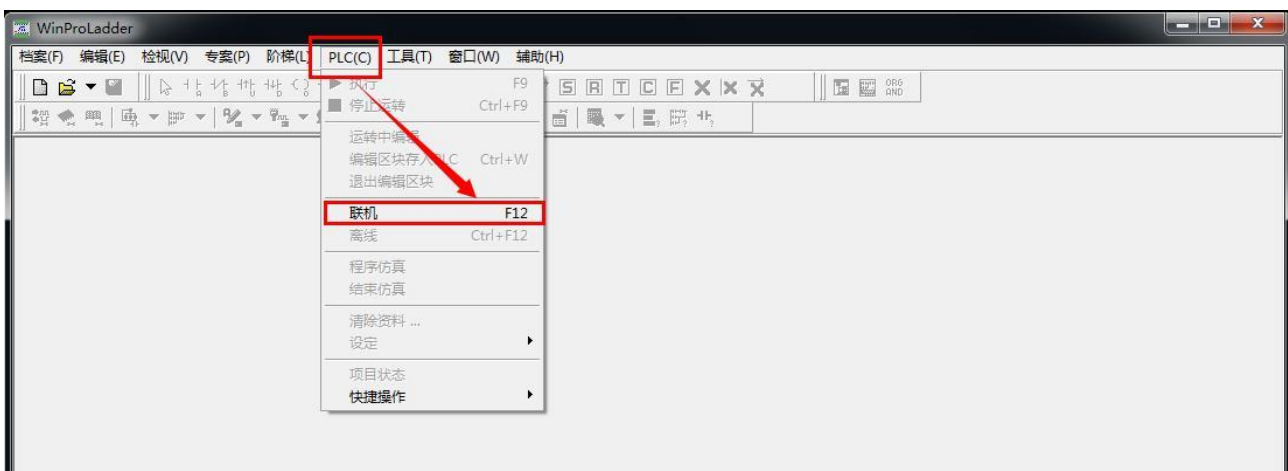 WinProLadder
档案(F) 编辑(E) 检视(V) 专案(P) 阶梯(L) PLC(C) 工具(T) 窗口(W) 辅助(H)
执行 F9
S R T C F
ORG
AND
停止运转 Ctrl+F9
运转中编辑
编辑区块存入PLC Ctrl+W
退出编辑区块
联机 F12
离线 Ctrl+F12
程序仿真
结束仿真
清除资料 ...
设定
项目状态
快捷操作